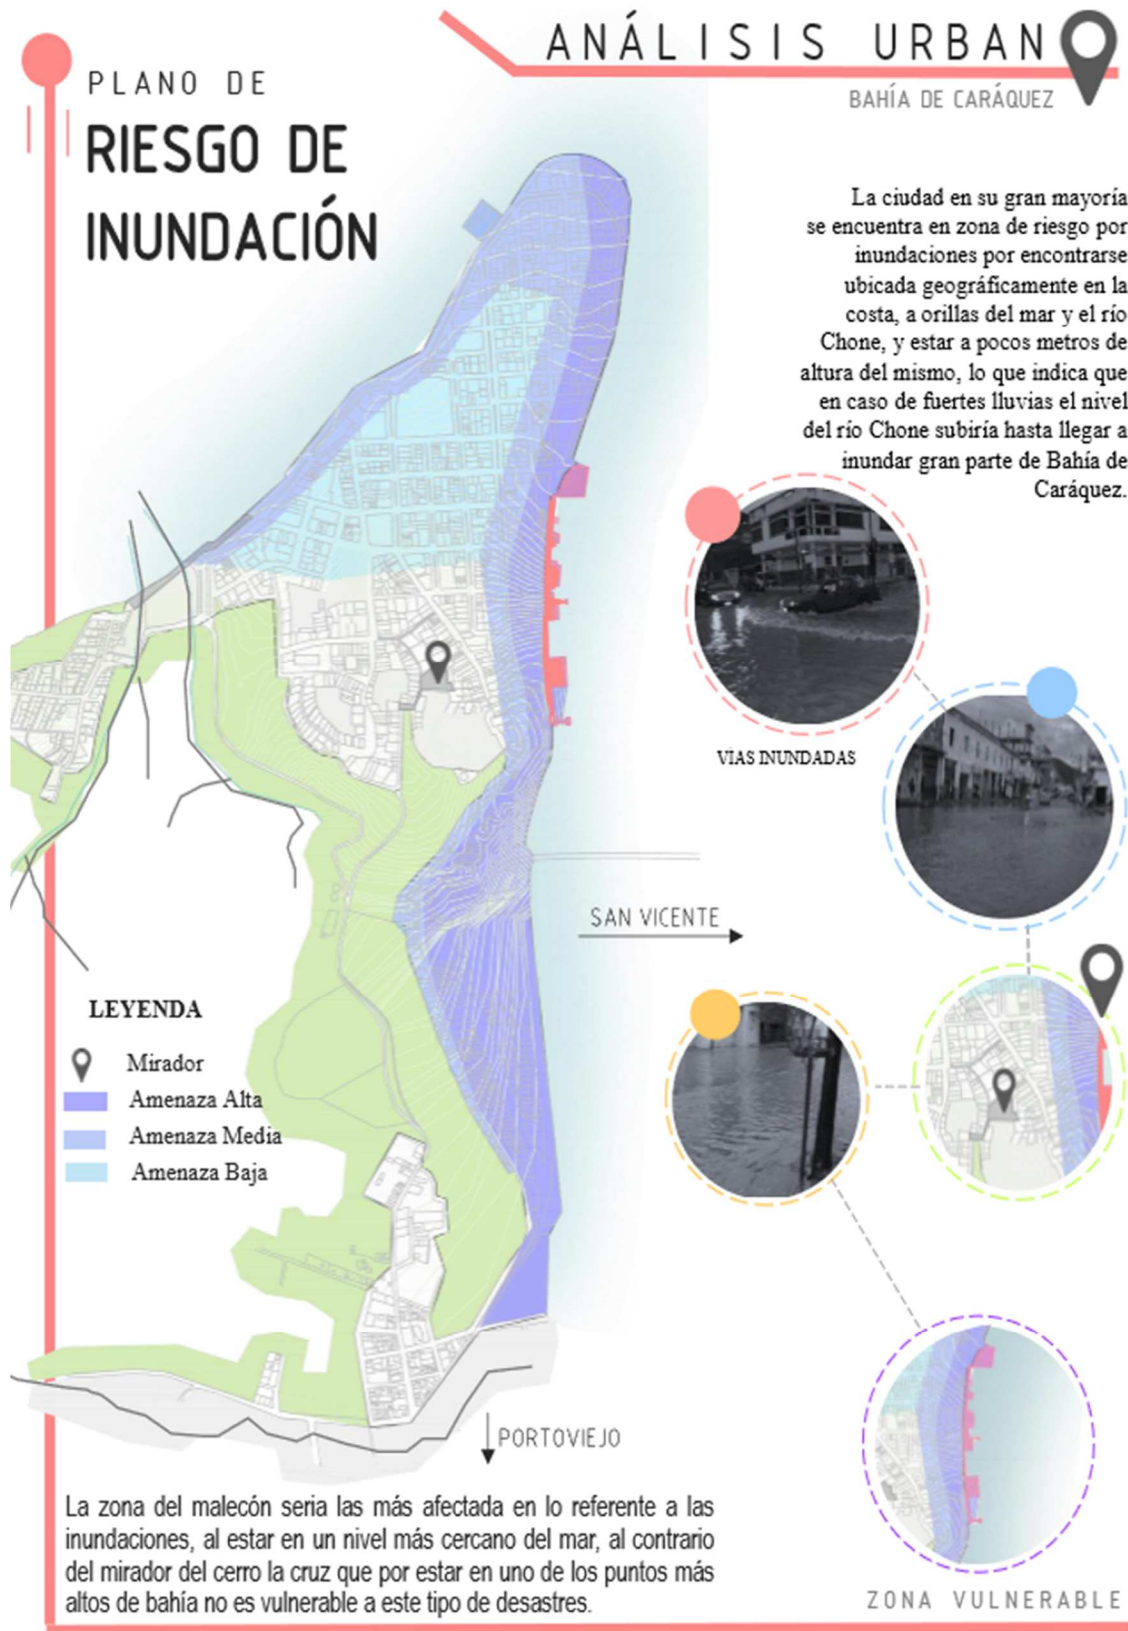 ANÁLISIS URBAN
BAHÍA DE CARÁQUEZ
PLANO DE
RIESGO DE
INUNDACIÓN
La ciudad en su gran mayoría
se encuentra en zona de riesgo por
inundaciones por encontrarse
ubicada geográficamente en la
costa, a orillas del mar y el río
Chone, y estar a pocos metros de
altura del mismo, lo que indica que
en caso de fuertes lluvias el nivel
del río Chone subiría hasta llegar a
inundar gran parte de Bahía de
Caráquez.
VIAS INUNDADAS
SAN VICENTE
LEYENDA
Mirador
Amenaza Alta
Amenaza Media
Amenaza Baja
PORTOVIEJO
La zona del malecón seria las más afectada en lo referente a las
inundaciones, al estar en un nivel más cercano del mar, al contrario
del mirador del cerro la cruz que por estar en uno de los puntos más
altos de bahía no es vulnerable a este tipo de desastres.
ZONA VULNERABLE